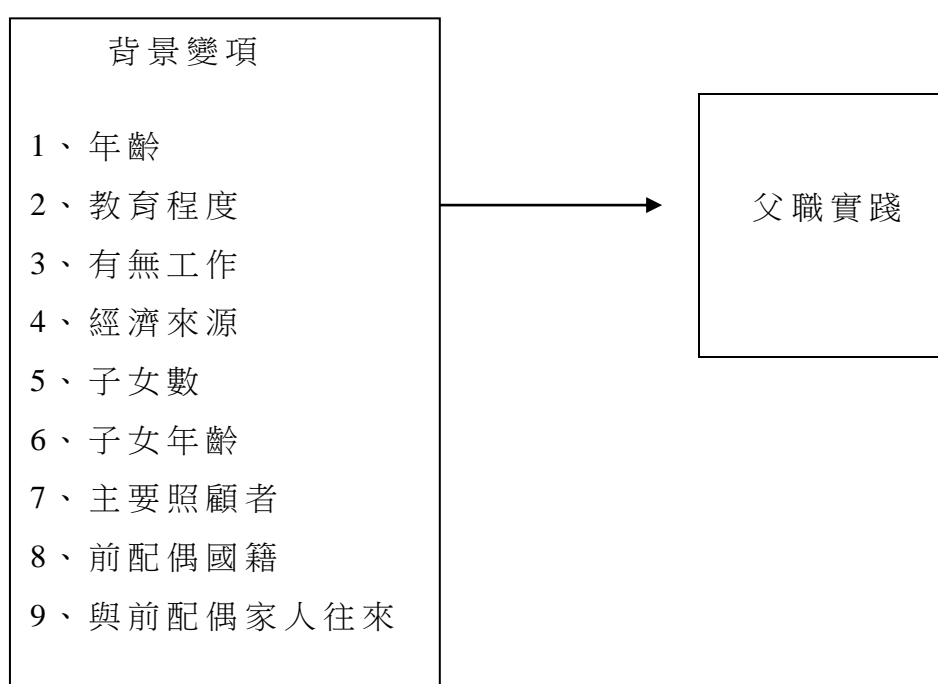 背景變項
1、年齡
2、教育程度
3、有無工作
4、經濟來源
5、子女數
6、子女年齡
7、主要照顧者
8、前配偶國籍
9、與前配偶家人往來
父職實踐